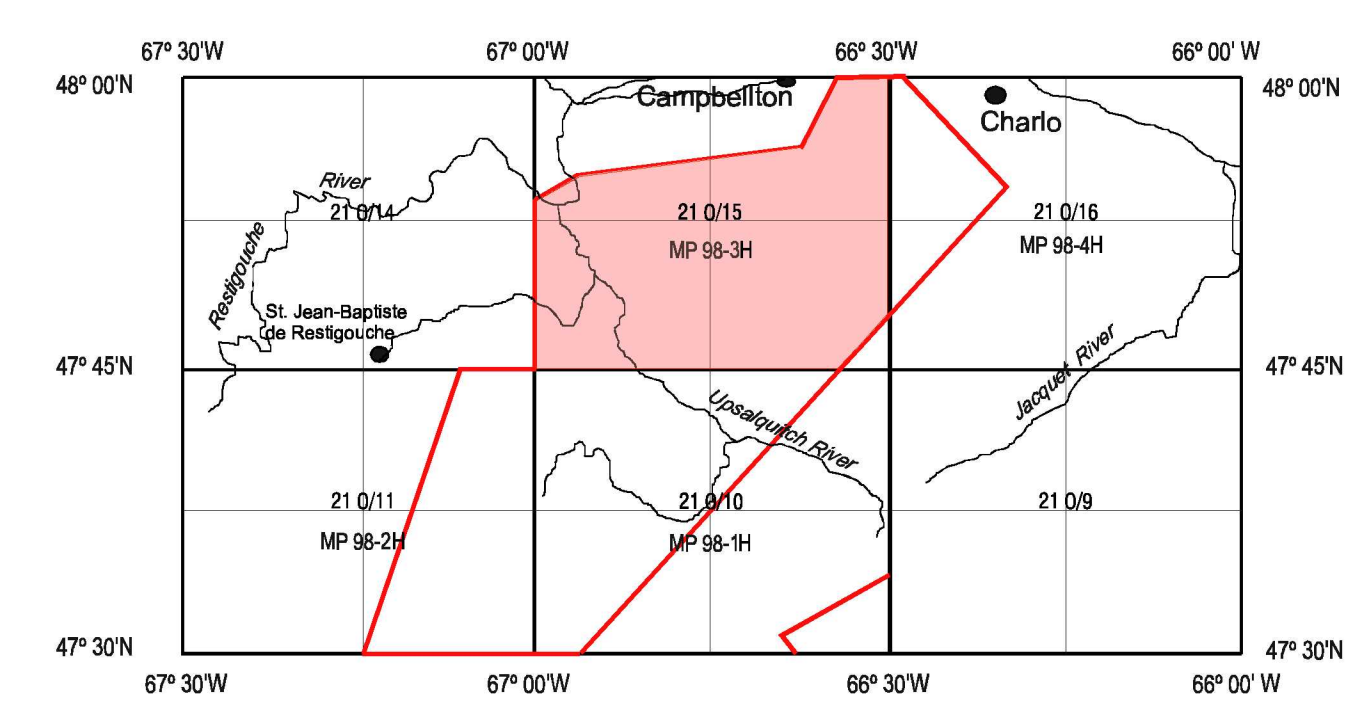 67º 30'W
67º 00'W
66º 30'W
66º 00' W
48º 00'N
48º 00'N
Campbellton
Charlo
River
21 O/14
21 O/15
21 O/16
MP 98-3H
MP 98-4H
Restigouche
St. Jean-Baptiste
de Restigouche
47º 45'N
47º 45'N
Jacquet River
Upsalquitch River
21 O/11
21 O/10
21 O/9
MP 98-2H
MP 98-1H
47º 30'N
47º 30'N
67º 30'W
67º 00'W
66º 30'W
66º 00' W